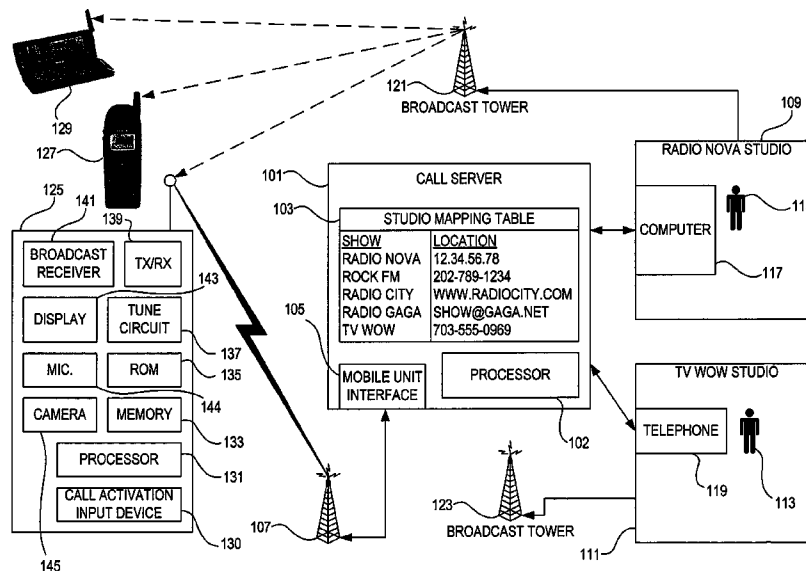 129
127
121
BROADCAST TOWER
109
RADIO NOVA STUDIO
COMPUTER
11
117
101
CALL SERVER
103
STUDIO MAPPING TABLE
SHOW LOCATION
RADIO NOVA 12.34.56.78
ROCK FM 202-789-1234
RADIO CITY WWW.RADIOCITY.COM
RADIO GAGA SHOW@GAGA.NET
TV WOW 703-555-0969
105
MOBILE UNIT
INTERFACE
PROCESSOR
102
125
141
139
BROADCAST
RECEIVER
TX/RX
143
DISPLAY
TUNE
CIRCUIT
137
MIC.
ROM
135
144
CAMERA
MEMORY
133
PROCESSOR
131
CALL ACTIVATION
INPUT DEVICE
130
145
107
123
BROADCAST TOWER
TV WOW STUDIO
TELEPHONE
119
113
111